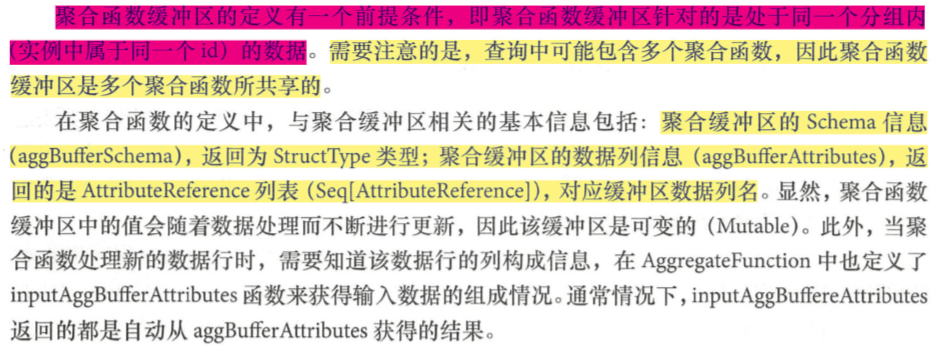 聚合函数缓冲区的定义有一个前提条件，即聚合函数缓冲区针对的是处于同一个分组内
(实例中属于同一个 id）的数据。需要注意的是，查询中可能包含多个聚合函数，因此聚合函数
缓冲区是多个聚合函数所共享的。
在聚合函数的定义中，与聚合缓冲区相关的基本信息包括：聚合缓冲区的 Schema 信息
(aggBufferSchema)，返回为 StructType 类型；聚合缓冲区的数据列信息（aggBufferAttributes），返
回的是 AttributeReference 列表（Seq[AttributeReference]），对应缓冲区数据列名。显然，聚合函数
缓冲区中的值会随着数据处理而不断进行更新，因此该缓冲区是可变的（Mutable）。此外，当聚
合函数处理新的数据行时，需要知道该数据行的列构成信息，在 AggregateFunction 中也定义了
inputAggBufferAttributes 函数来获得输入数据的组成情况。通常情况下，inputAggBuffereAttributes
返回的都是自动从 aggBufferAttributes 获得的结果。